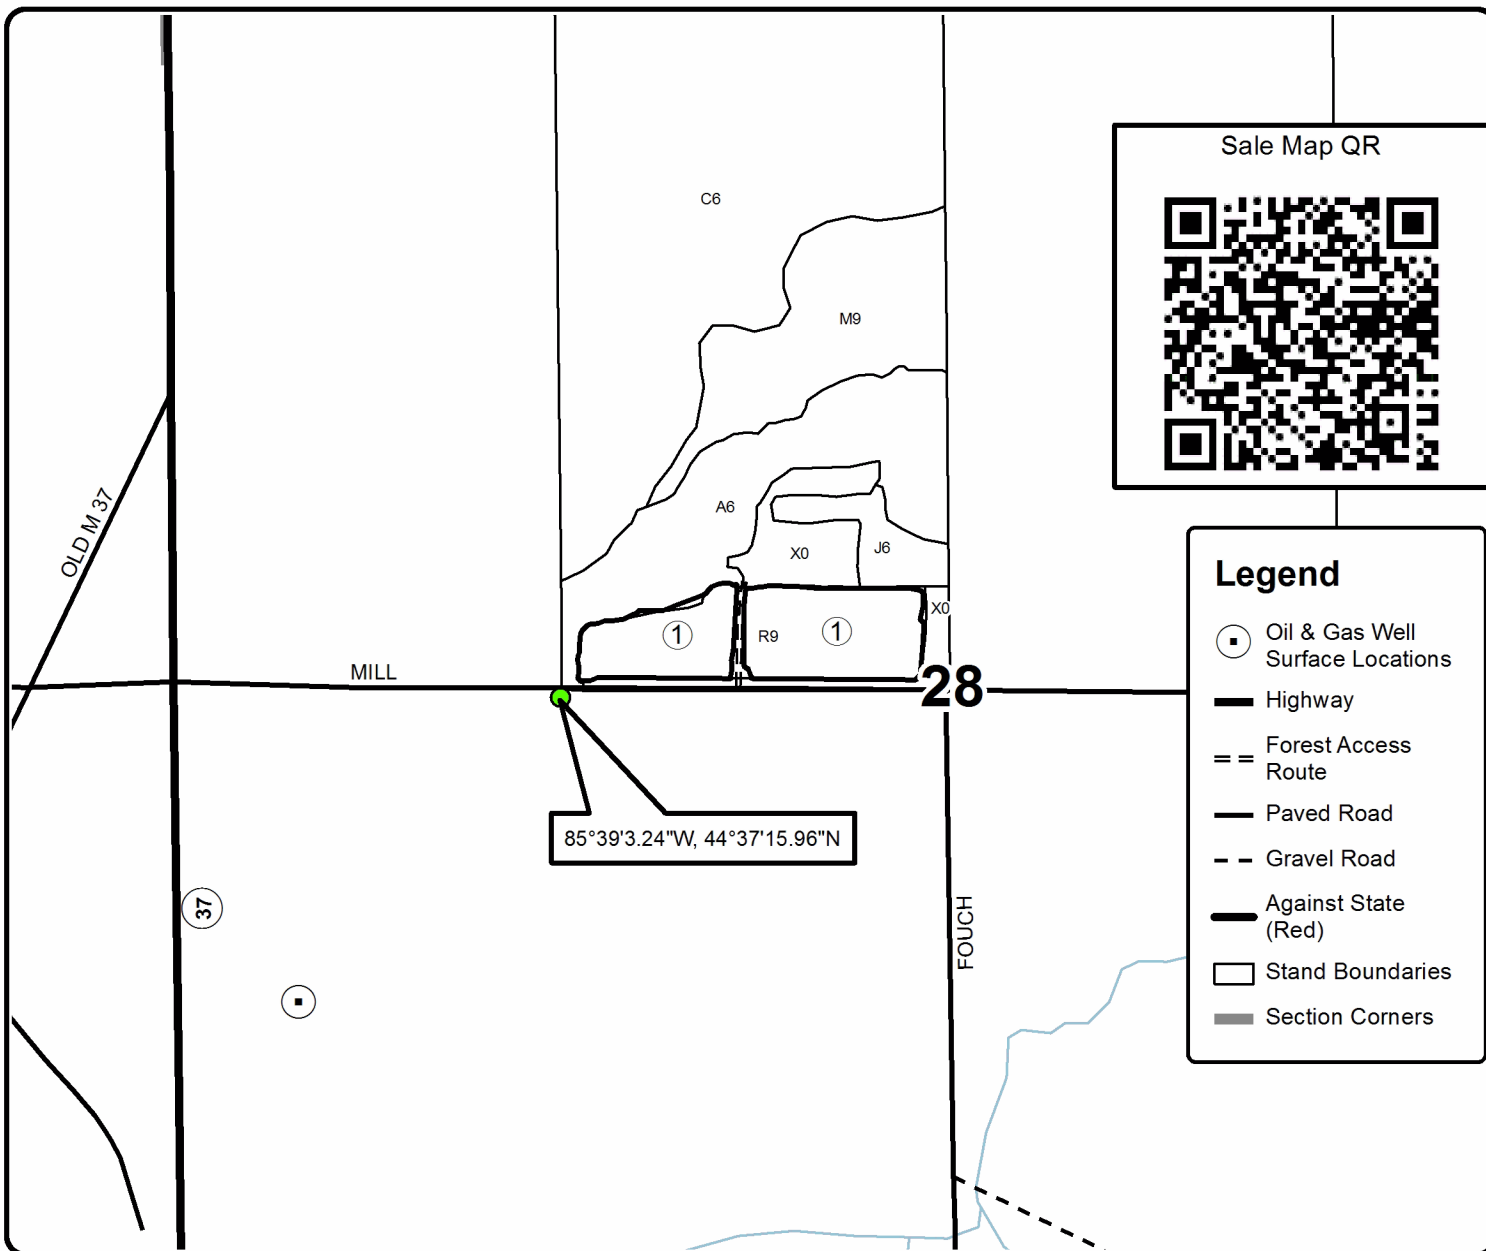 Sale Map QR
C6
M9
OLD M 37
A6
X0
J6
Legend
Oil & Gas Well
Surface Locations
X0
1
R9
1
MILL
28
Highway
Forest Access
Route
Paved Road
85°39'3.24"W, 44°37'15.96"N
Gravel Road
37
FOUCH
Against State
(Red)
Stand Boundaries
Section Corners